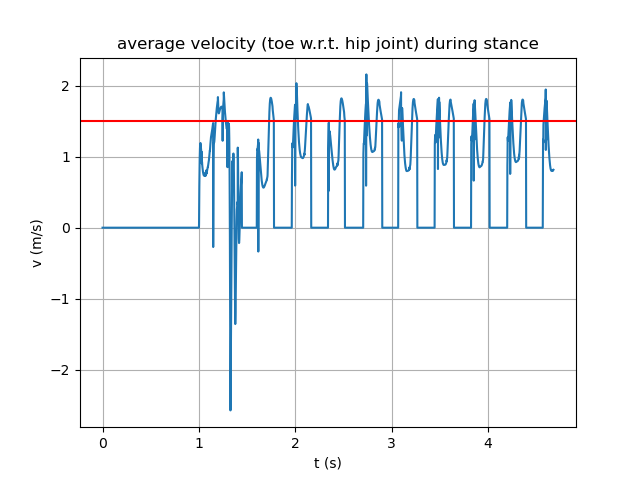 average velocity (toe w.r.t. hip joint) during stance
2
1
0
−1
−2
v (m/s)
0 1 2 3 4
t (s)